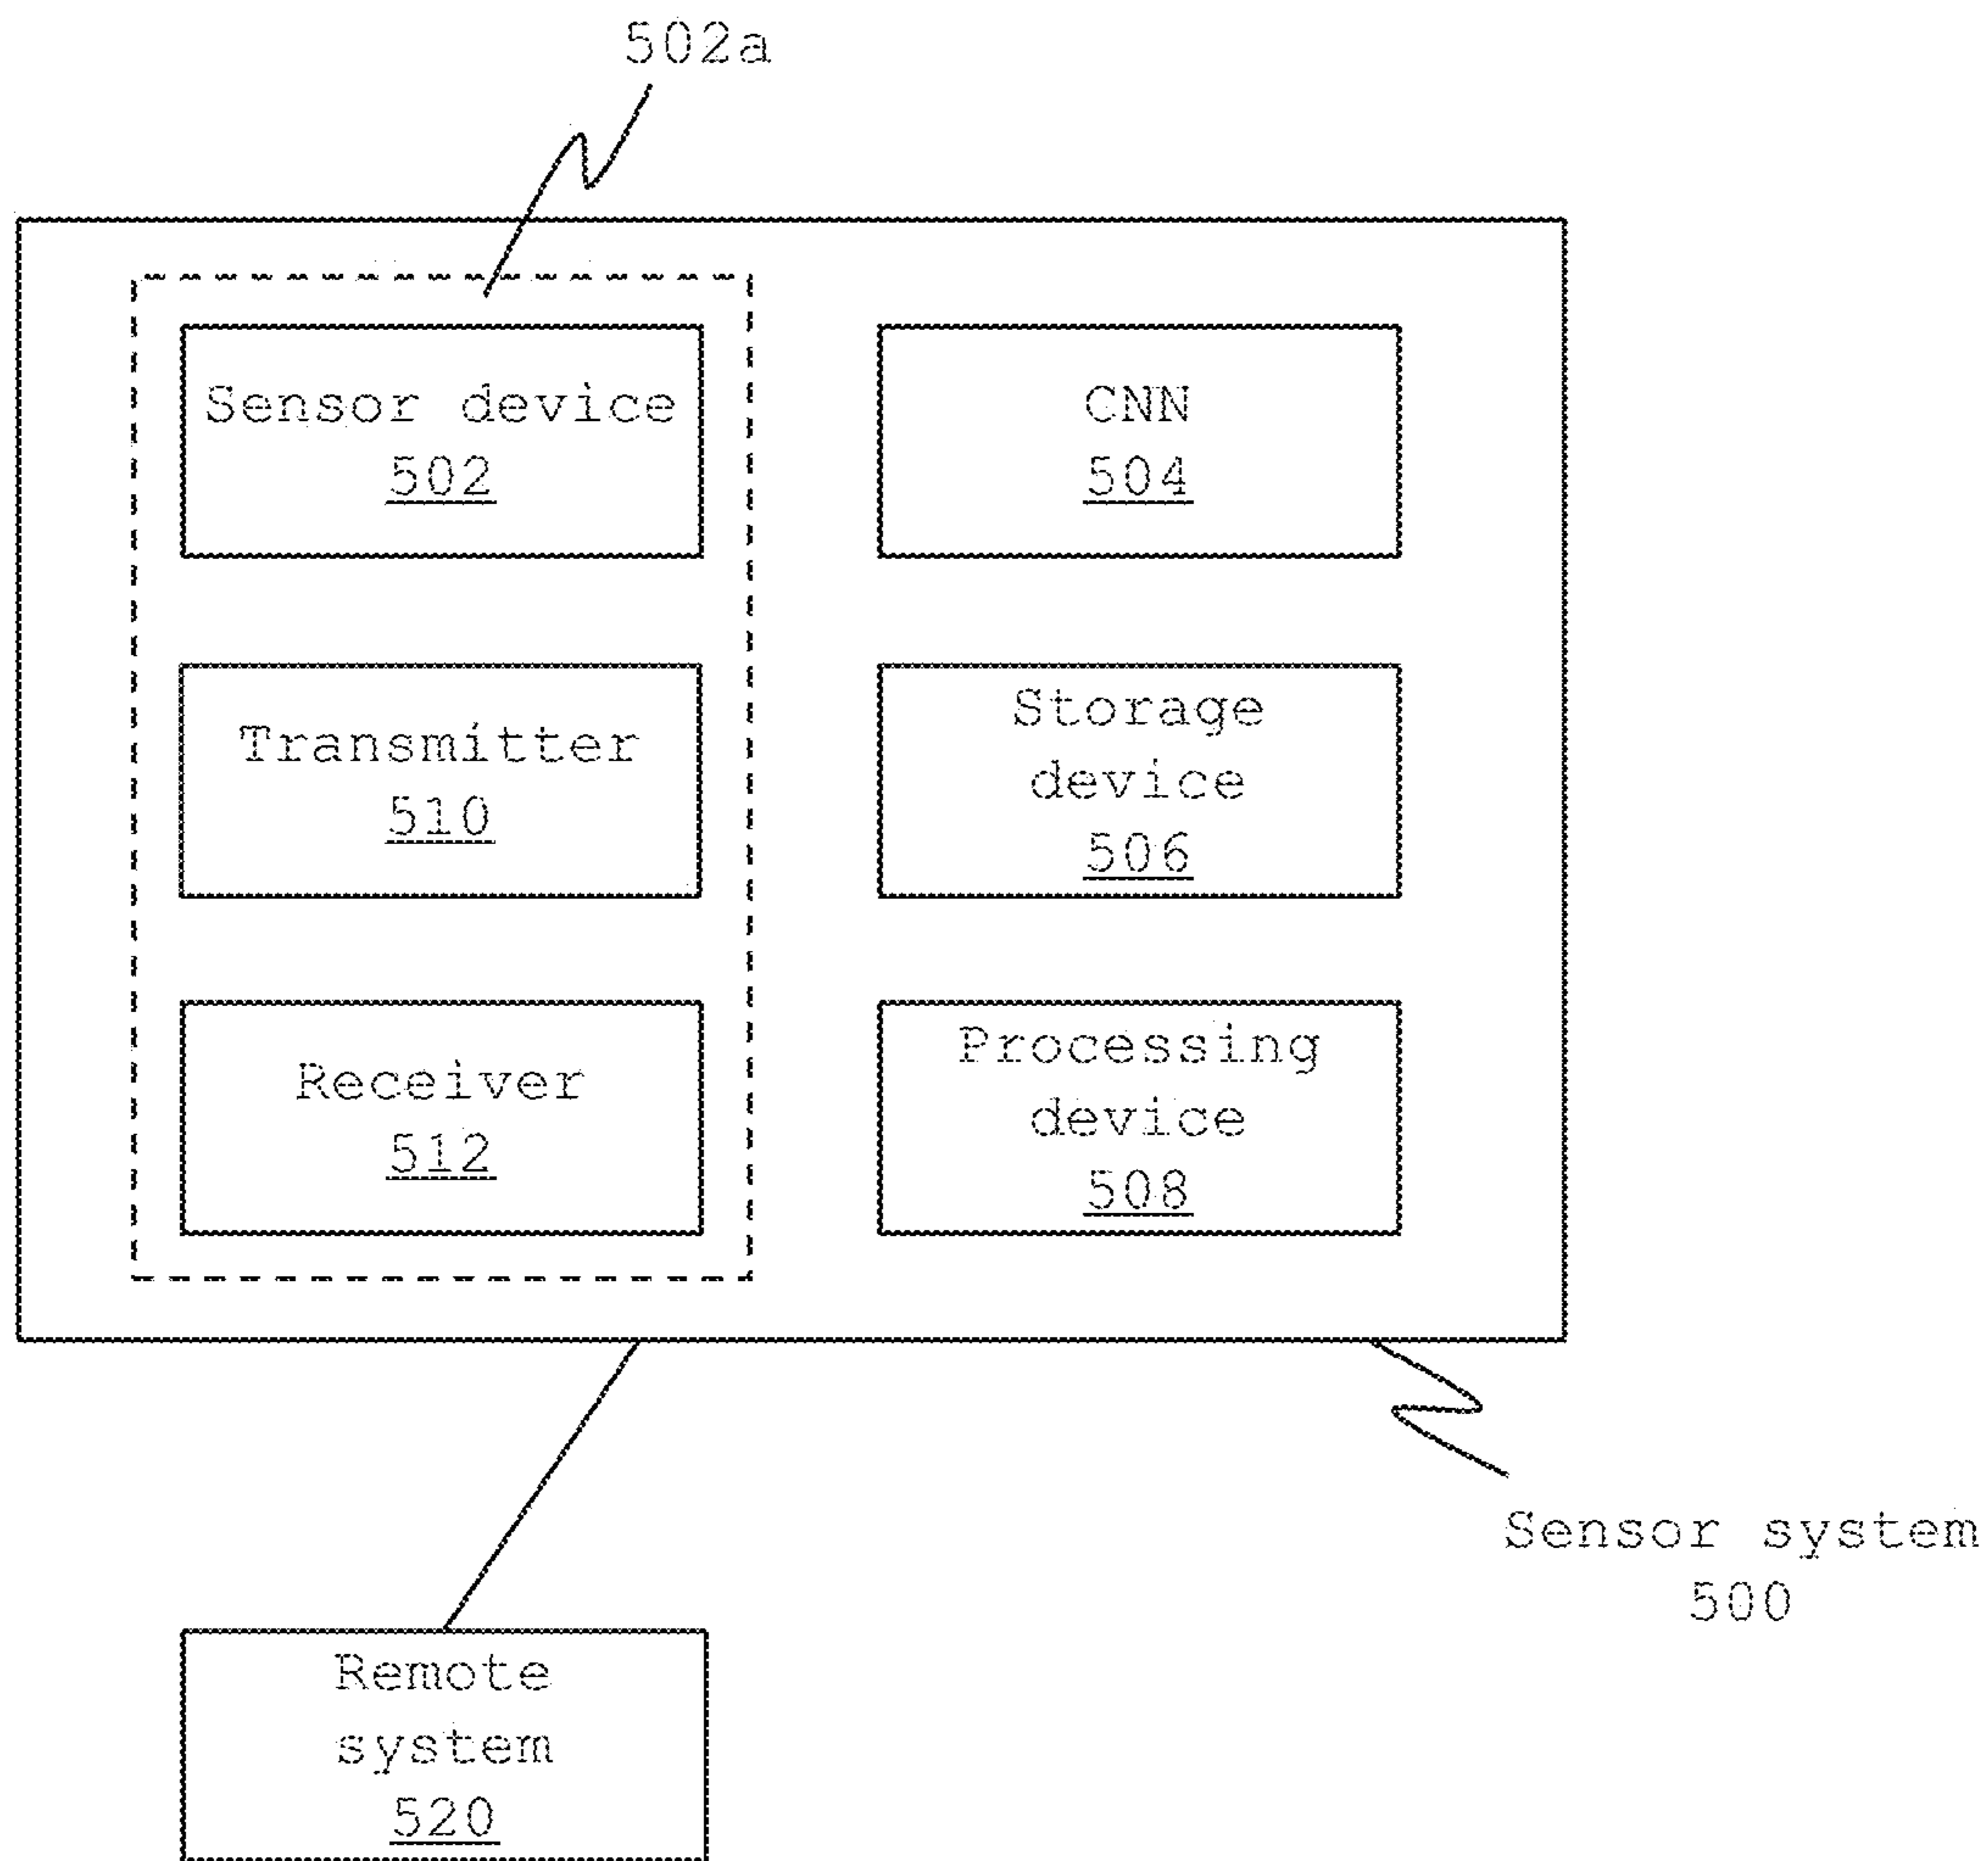 502a
Sensor device
502
CNN
504
Transmitter
510
Storage
device
506
Receiver
512
Processing
device
508
Sensor system
500
Remote
system
520